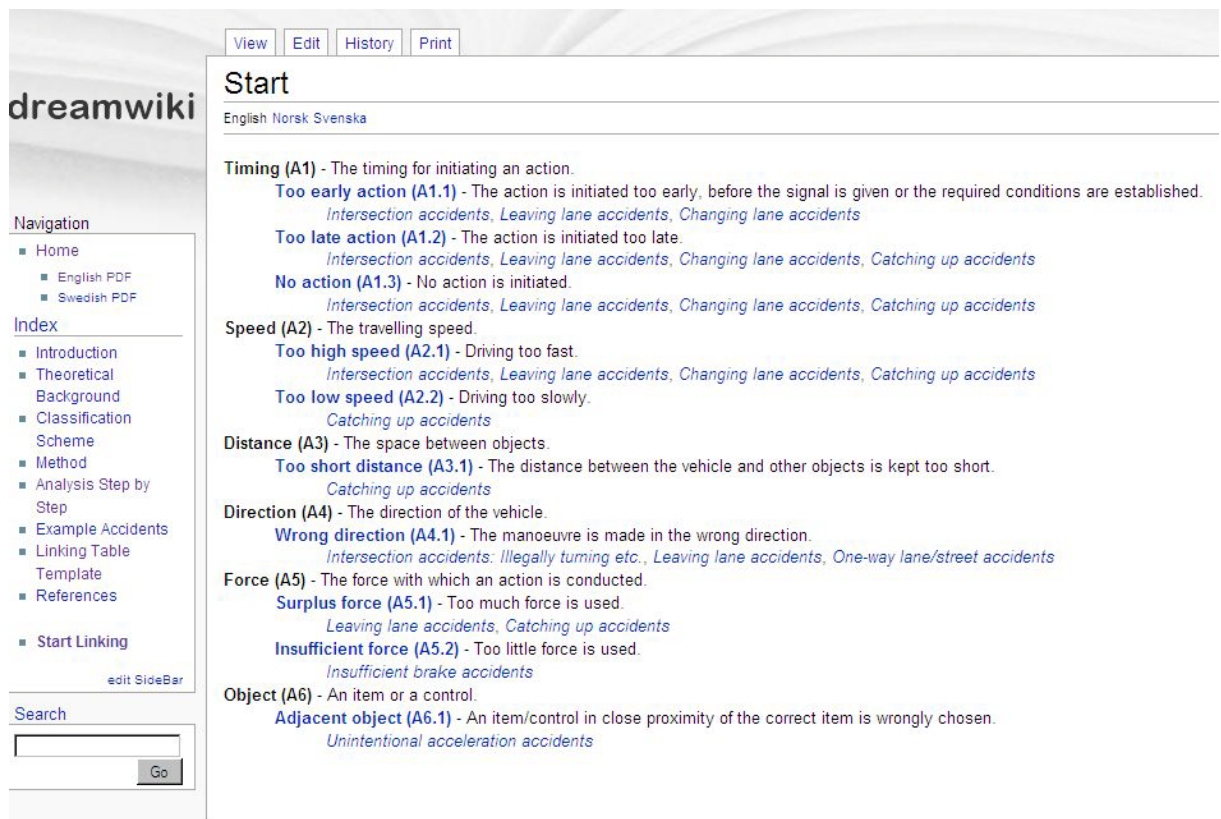 View Edit History Print
dreamwiki
Start
English Norsk Svenska
Navigation
Home
English PDF
Swedish PDF
Index
Introduction
Theoretical
Background
Classification
Scheme
Method
Analysis Step by
Step
Example Accidents
Linking Table
Template
References
Start Linking
edit SideBar
Search
Go
Timing (A1) - The timing for initiating an action.
Too early action (A1.1) - The action is initiated too early, before the signal is given or the required conditions are established.
Intersection accidents, Leaving lane accidents, Changing lane accidents
Too late action (A1.2) - The action is initiated too late.
Intersection accidents, Leaving lane accidents, Changing lane accidents, Catching up accidents
No action (A1.3) - No action is initiated.
Intersection accidents, Leaving lane accidents, Changing lane accidents, Catching up accidents
Speed (A2) - The travelling speed.
Too high speed (A2.1) - Driving too fast.
Intersection accidents, Leaving lane accidents, Changing lane accidents, Catching up accidents
Too low speed (A2.2) - Driving too slowly.
Catching up accidents
Distance (A3) - The space between objects.
Too short distance (A3.1) - The distance between the vehicle and other objects is kept too short.
Catching up accidents
Direction (A4) - The direction of the vehicle.
Wrong direction (A4.1) - The manoeuvre is made in the wrong direction.
Intersection accidents: Illegally turning etc., Leaving lane accidents, One-way lane/street accidents
Force (A5) - The force with which an action is conducted.
Surplus force (A5.1) - Too much force is used.
Leaving lane accidents, Catching up accidents
Insufficient force (A5.2) - Too little force is used.
Insufficient brake accidents
Object (A6) - An item or a control.
Adjacent object (A6.1) - An item/control in close proximity of the correct item is wrongly chosen.
Unintentional acceleration accidents